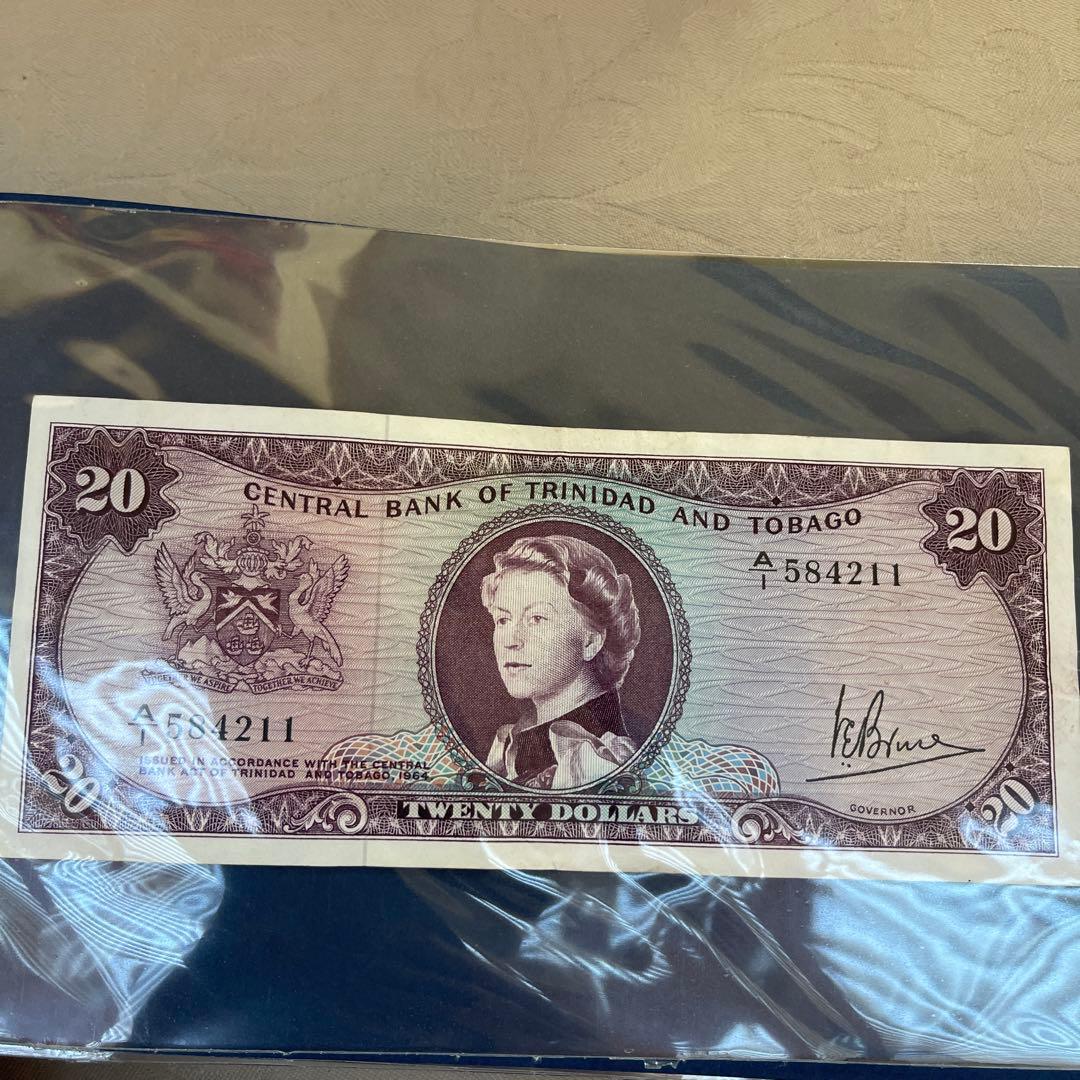 20
CENTRAL BANK OF TRINIDAD AND TOBAGO
20
A/1 584211
TOGETHER WE ASPIRE TOGETHER WE ACHIEVE
A/1 584211
ISSUED IN ACCORDANCE WITH THE CENTRAL
BANK ACT OF TRINIDAD AND TOBAGO, 1964
20
TWENTY DOLLARS
GOVERNOR
20